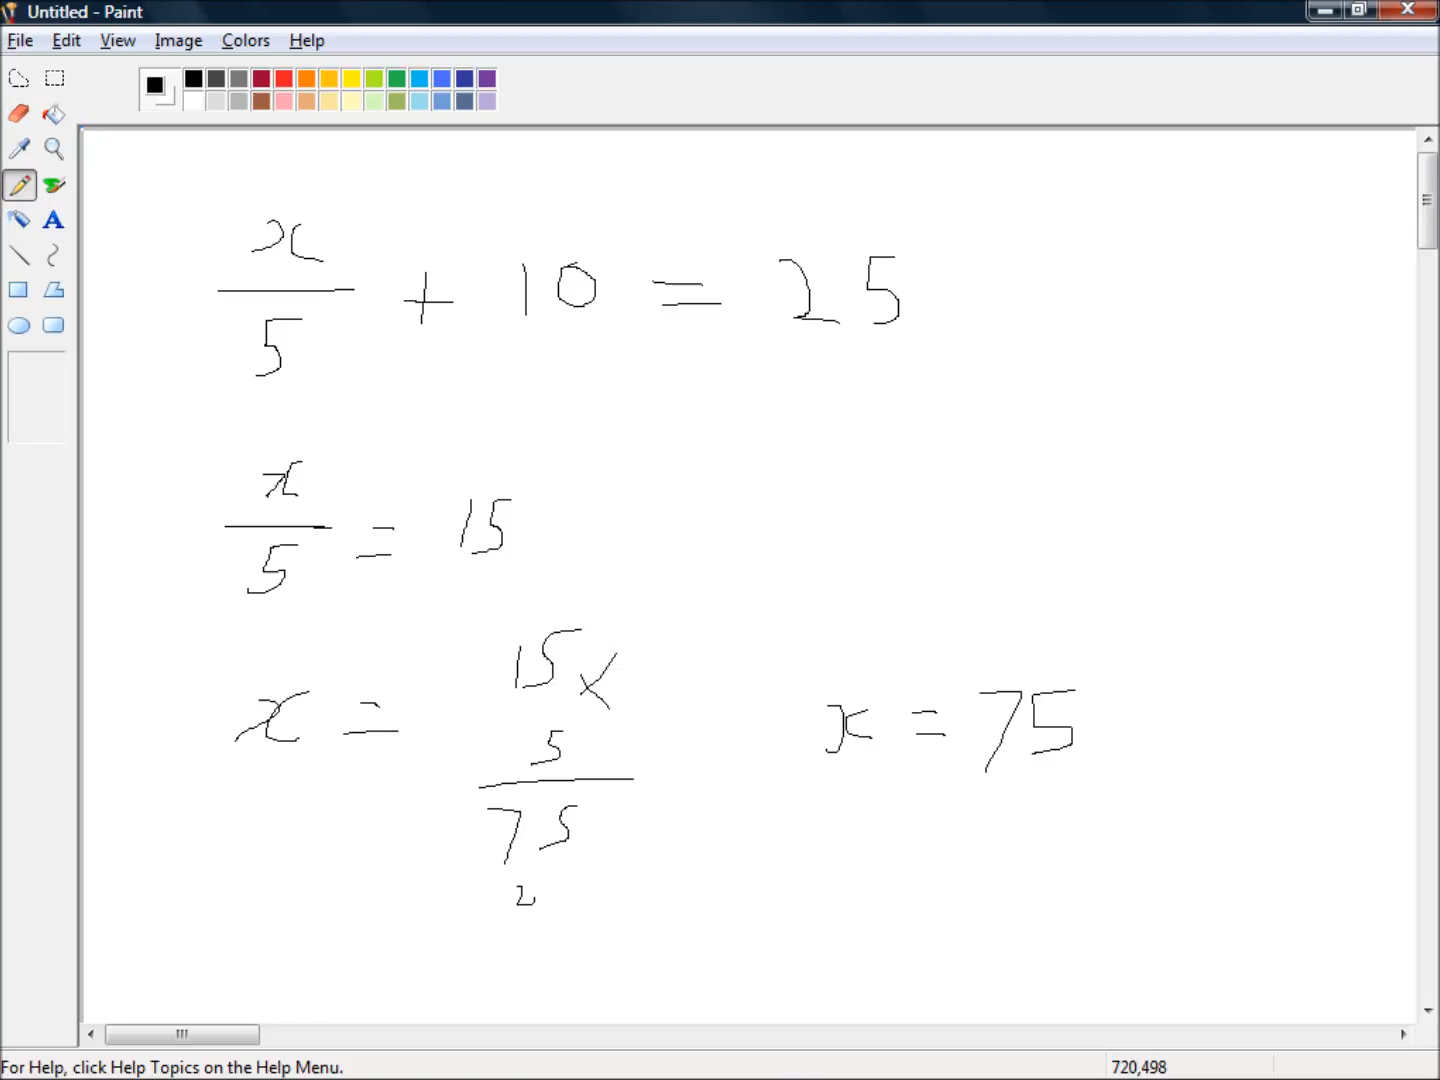 Untitled - Paint
File Edit View Image Colors Help
x
5
+ 10 = 25
x
5
= 15
x = 15 ×
5
75
2
x = 75
For Help, click Help Topics on the Help Menu.
720,498